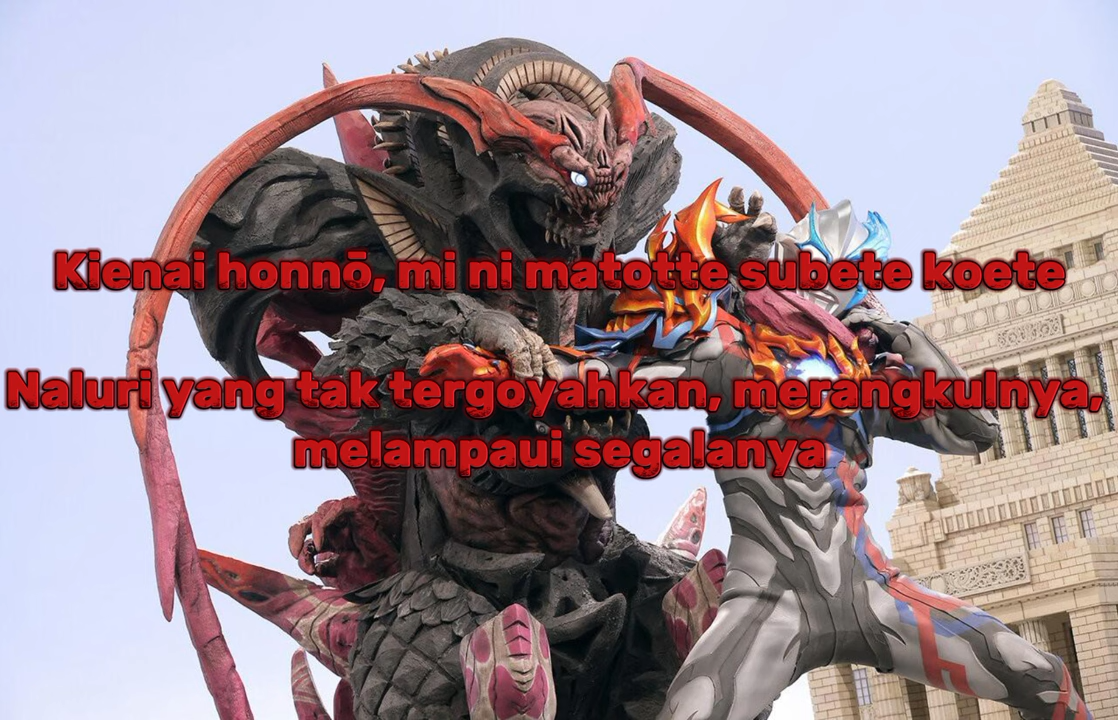 Kienai honnō, mi ni matotte subete koete
Naluri yang tak tergoyahkan, merangkulnya,
melampaui segalanya